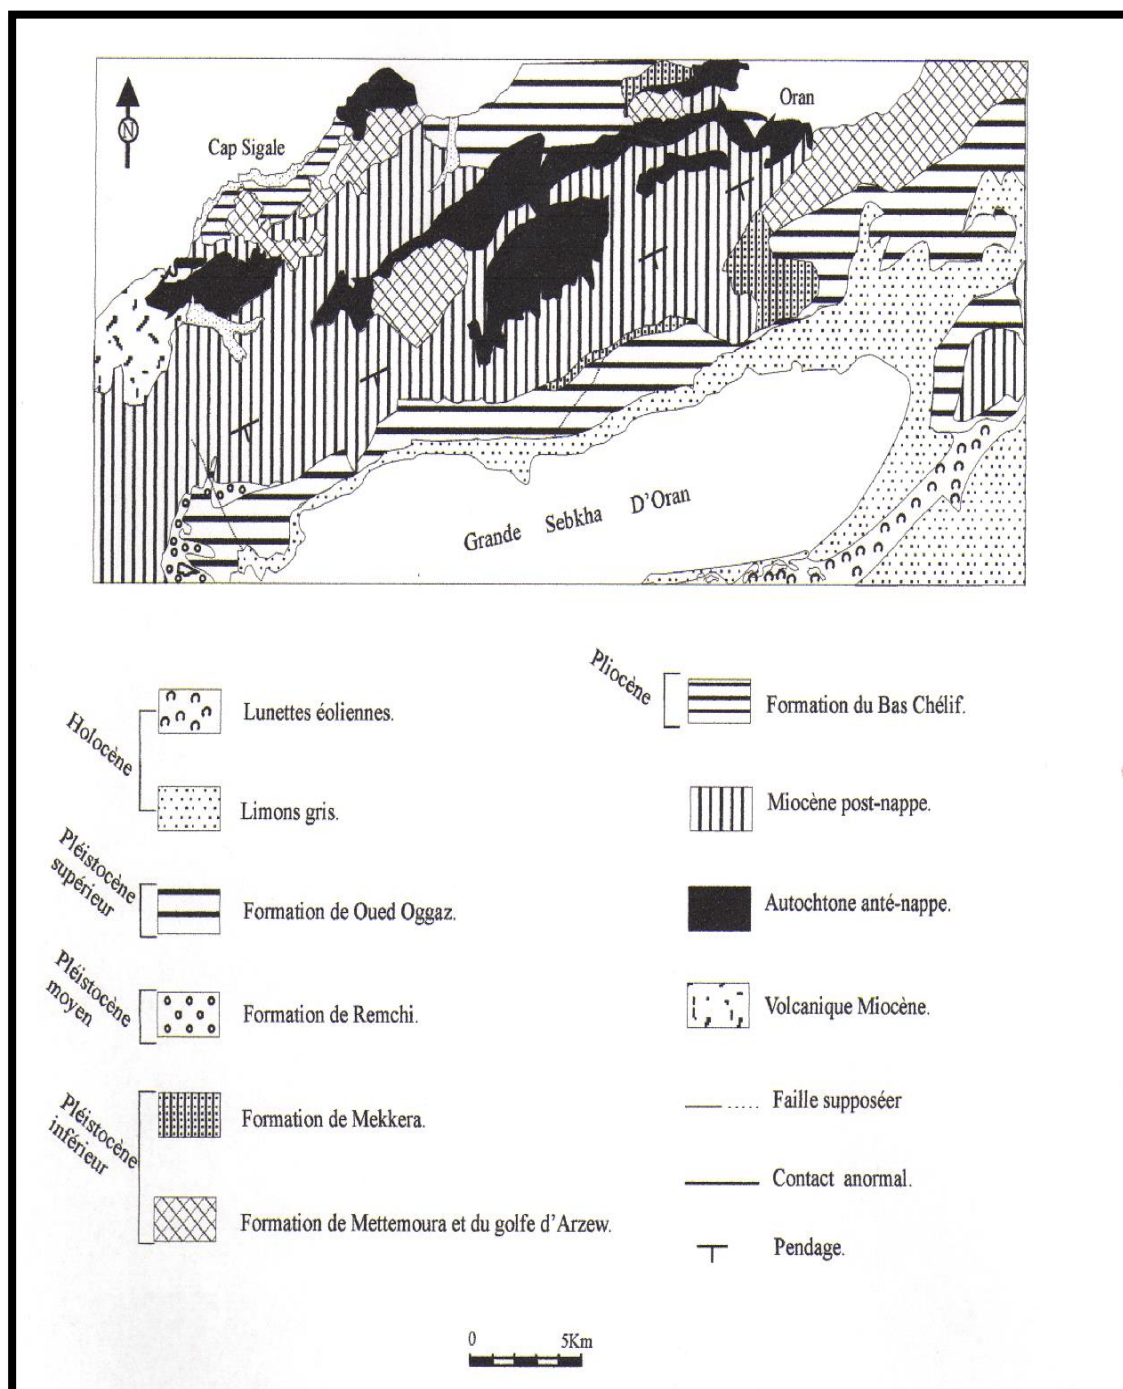 N
Oran
Cap Sigale
Grande Sebkha D'Oran
Holocène
Lunettes éoliennes.
Limons gris.
Pléistocène
supérieur
Formation de Oued Oggaz.
Pléistocène
moyen
Formation de Remchi.
Pléistocène
inférieur
Formation de Mekkera.
Formation de Mettemoura et du golfe d'Arzew.
Pliocène
Formation du Bas Chélif.
Miocène post-nappe.
Autochtone anté-nappe.
Volcanique Miocène.
Faille supposéer
Contact anormal.
Pendage.
0 5Km